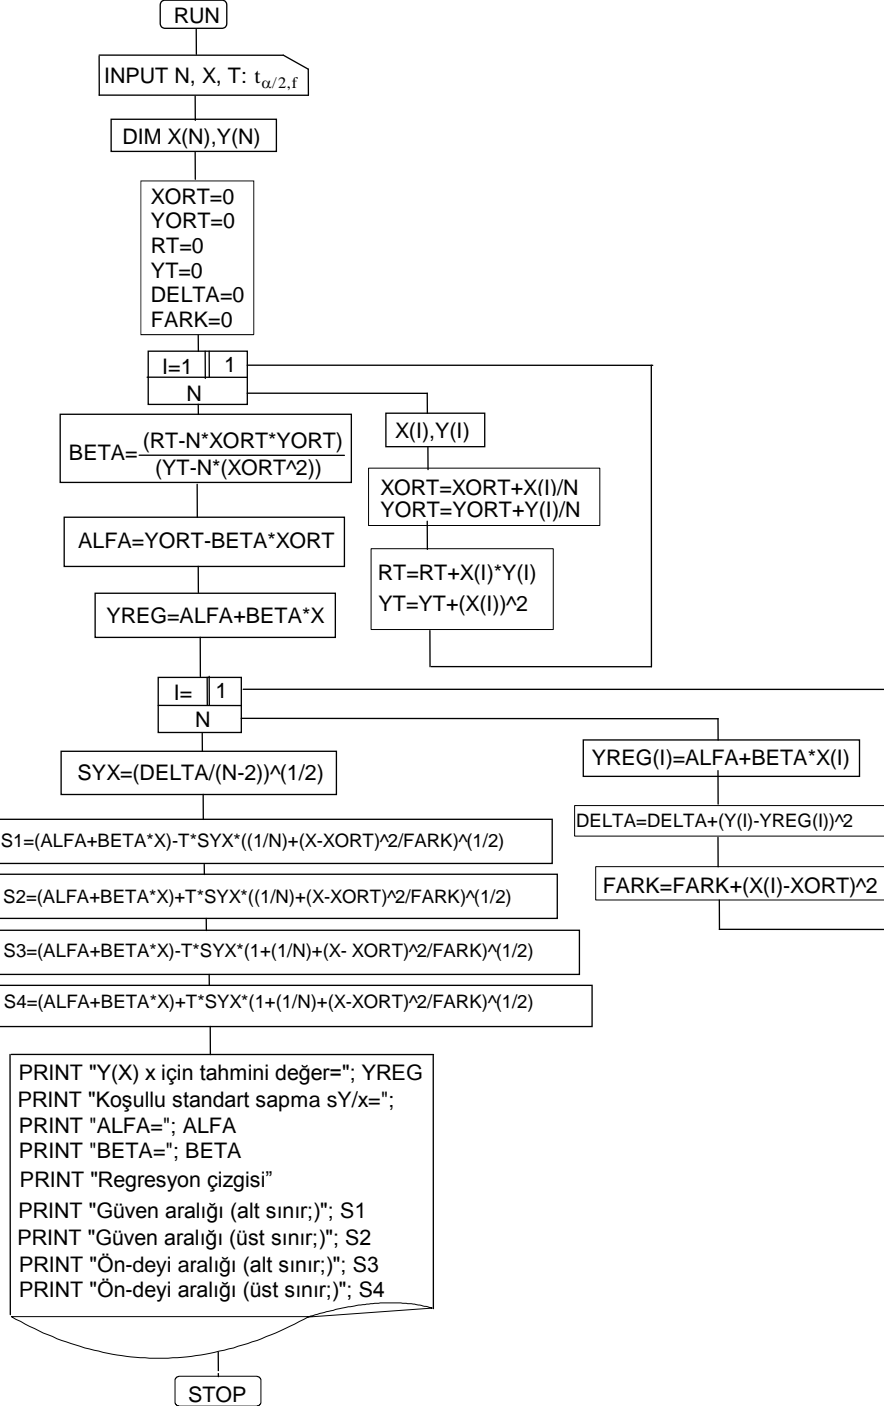 RUN
INPUT N, X, T: tα/2,f
DIM X(N),Y(N)
XORT=0
YORT=0
RT=0
YT=0
DELTA=0
FARK=0
I=1 1
N
BETA=(RT-N*XORT*YORT)
(YT-N*(XORT^2))
X(I),Y(I)
XORT=XORT+X(I)/N
YORT=YORT+Y(I)/N
ALFA=YORT-BETA*XORT
RT=RT+X(I)*Y(I)
YT=YT+(X(I))^2
YREG=ALFA+BETA*X
I= 1
N
YREG(I)=ALFA+BETA*X(I)
SYX=(DELTA/(N-2))^(1/2)
DELTA=DELTA+(Y(I)-YREG(I))^2
S1=(ALFA+BETA*X)-T*SYX*((1/N)+(X-XORT)^2/FARK)^(1/2)
FARK=FARK+(X(I)-XORT)^2
S2=(ALFA+BETA*X)+T*SYX*((1/N)+(X-XORT)^2/FARK)^(1/2)
S3=(ALFA+BETA*X)-T*SYX*(1+(1/N)+(X- XORT)^2/FARK)^(1/2)
S4=(ALFA+BETA*X)+T*SYX*(1+(1/N)+(X-XORT)^2/FARK)^(1/2)
PRINT "Y(X) x için tahmini değer="; YREG
PRINT "Koşullu standart sapma sY/x=";
PRINT "ALFA="; ALFA
PRINT "BETA="; BETA
PRINT "Regresyon çizgisi”
PRINT "Güven aralığı (alt sınır;)"; S1
PRINT "Güven aralığı (üst sınır;)"; S2
PRINT "Ön-deyi aralığı (alt sınır;)"; S3
PRINT "Ön-deyi aralığı (üst sınır;)"; S4
STOP